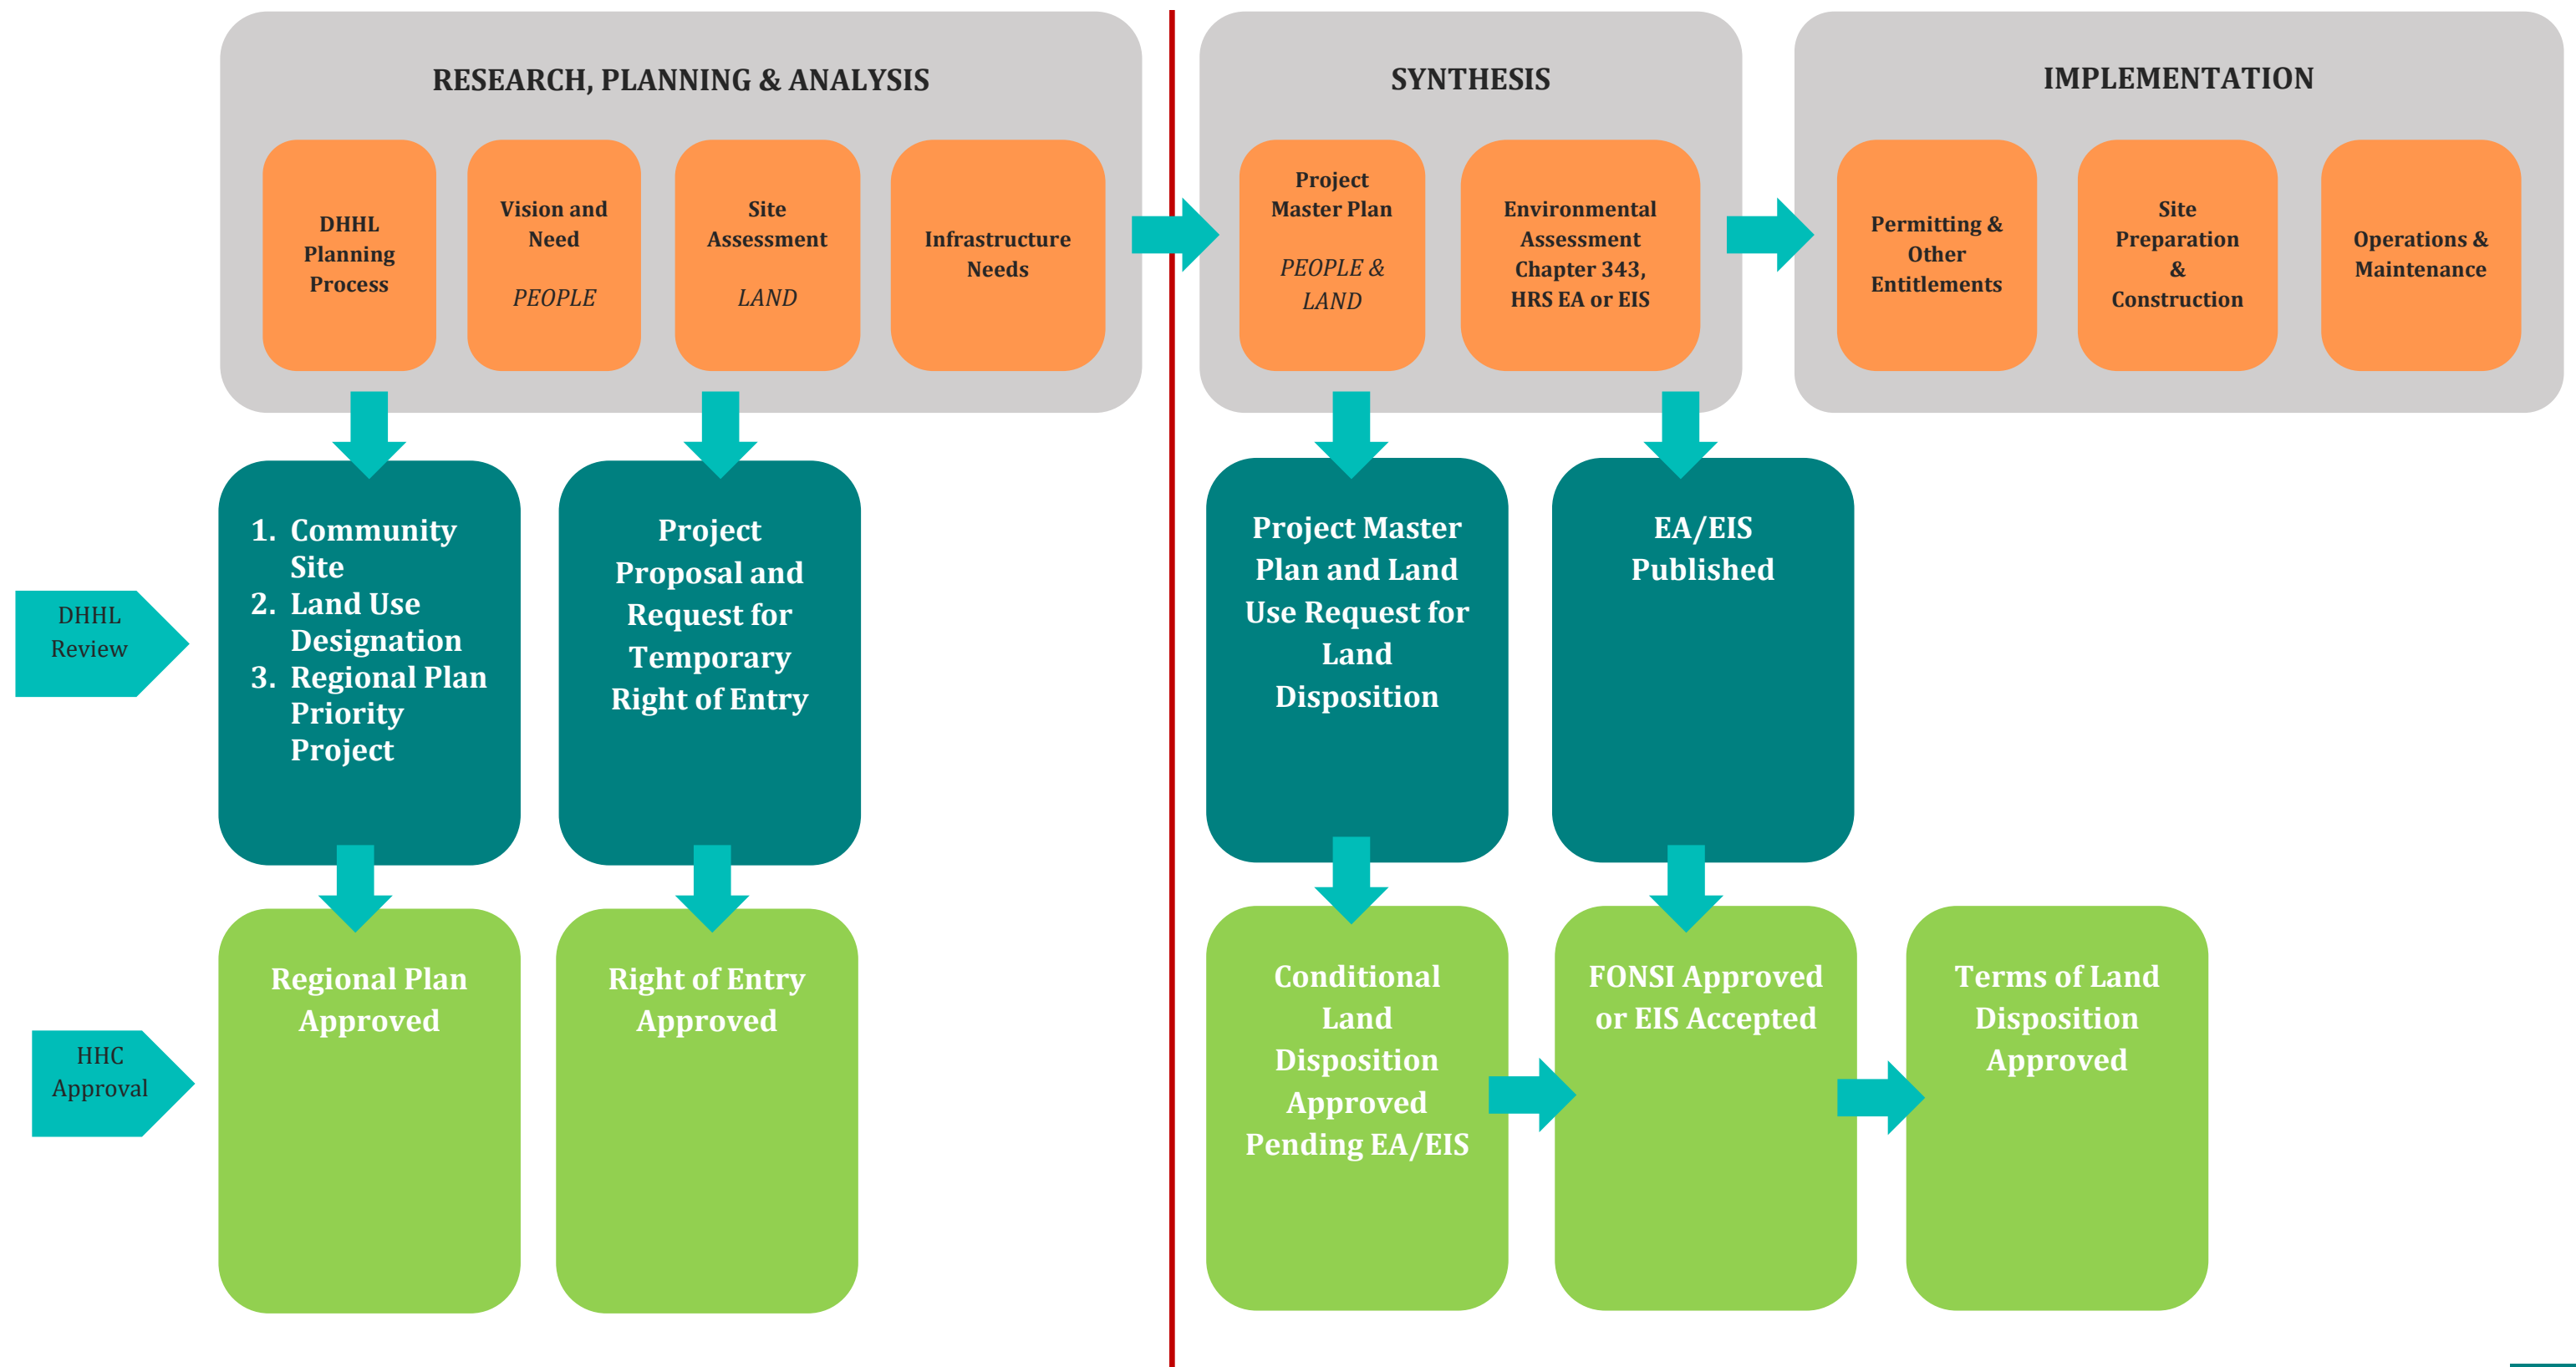 RESEARCH, PLANNING & ANALYSIS
DHHL
Planning
Process
Vision and
Need
PEOPLE
Site
Assessment
LAND
Infrastructure
Needs
SYNTHESIS
Project
Master Plan
PEOPLE &
LAND
Environmental
Assessment
Chapter 343,
HRS EA or EIS
IMPLEMENTATION
Permitting &
Other
Entitlements
Site
Preparation
&
Construction
Operations &
Maintenance
DHHL
Review
1. Community
Site
2. Land Use
Designation
3. Regional Plan
Priority
Project
Project
Proposal and
Request for
Temporary
Right of Entry
Project Master
Plan and Land
Use Request for
Land
Disposition
EA/EIS
Published
HHC
Approval
Regional Plan
Approved
Right of Entry
Approved
Conditional
Land
Disposition
Approved
Pending EA/EIS
FONSI Approved
or EIS Accepted
Terms of Land
Disposition
Approved